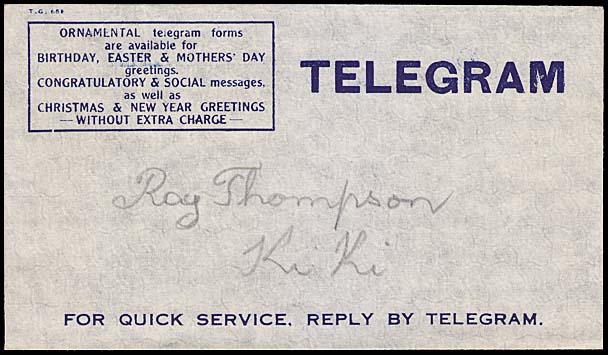 T.G. 65B
ORNAMENTAL telegram forms
are available for
BIRTHDAY, EASTER & MOTHERS' DAY
greetings.
CONGRATULATORY & SOCIAL messages,
as well as
CHRISTMAS & NEW YEAR GREETINGS
— WITHOUT EXTRA CHARGE —
TELEGRAM
Ray Thompson
Ki Ki
FOR QUICK SERVICE, REPLY BY TELEGRAM.